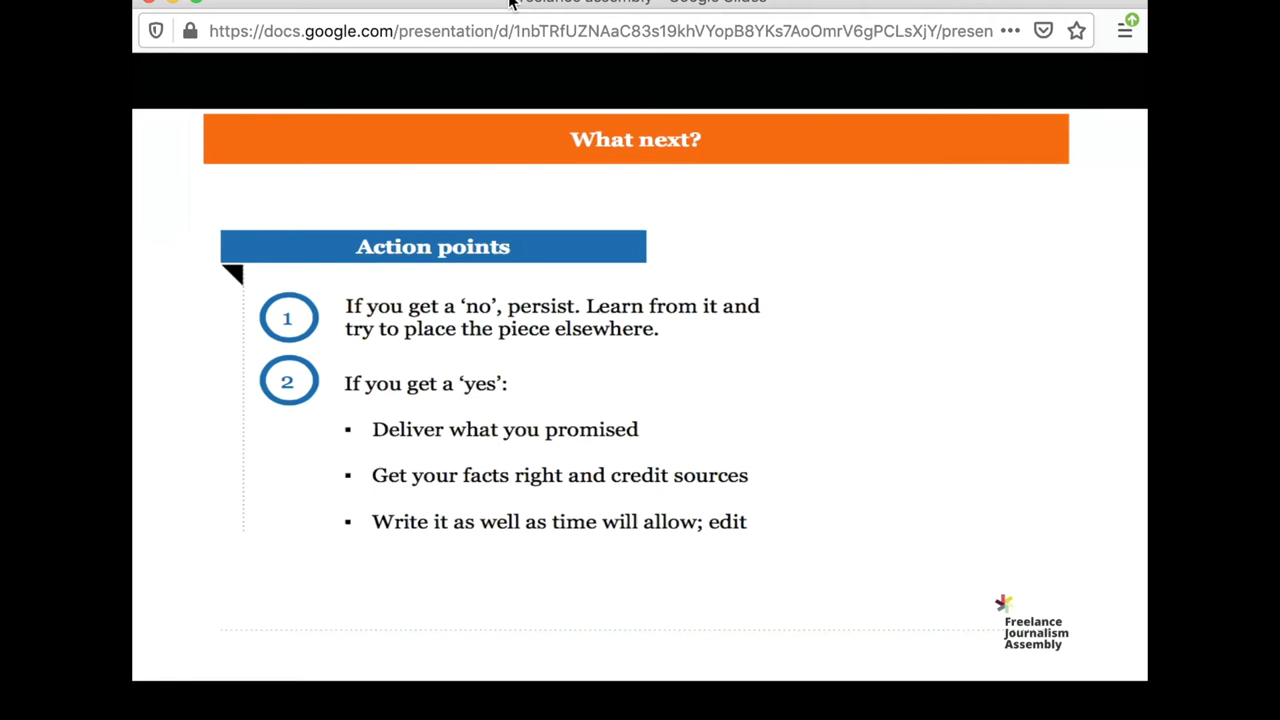 https://docs.google.com/presentation/d/1nbTRfUZNAaC83s19khVYopB8YKs7AoOmrV6gPCLsXjY/presen
What next?
Action points
1
If you get a ‘no’, persist. Learn from it and
try to place the piece elsewhere.
2
If you get a ‘yes’:
▪ Deliver what you promised
▪ Get your facts right and credit sources
▪ Write it as well as time will allow; edit
Freelance
Journalism
Assembly